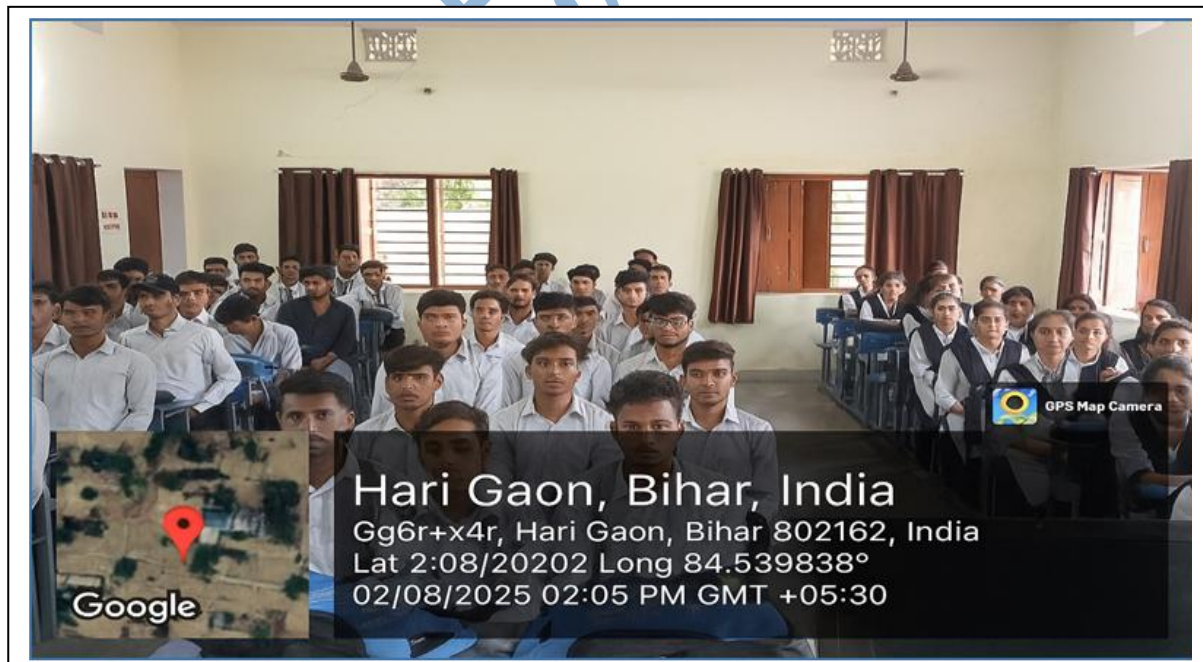 GPS Map Camera
Hari Gaon, Bihar, India
Gg6r+x4r, Hari Gaon, Bihar 802162, India
Lat 2:08/20202 Long 84.539838°
02/08/2025 02:05 PM GMT +05:30
Google